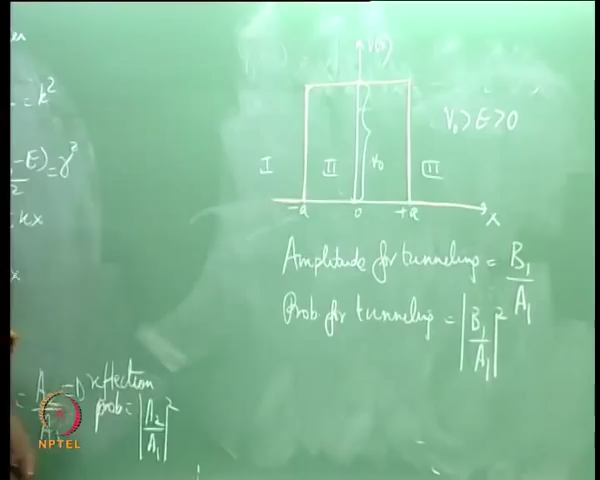 V(x)
= k²
V₀ > E > 0
-E) = γ²
2
I
II
V₀
III
kx
-a
0
+a
x
x
Amplitude for tunneling = B₁/A₁
Prob for tunneling = |B₁/A₁|²
reflection
prob = |A₂/A₁|²
NPTEL